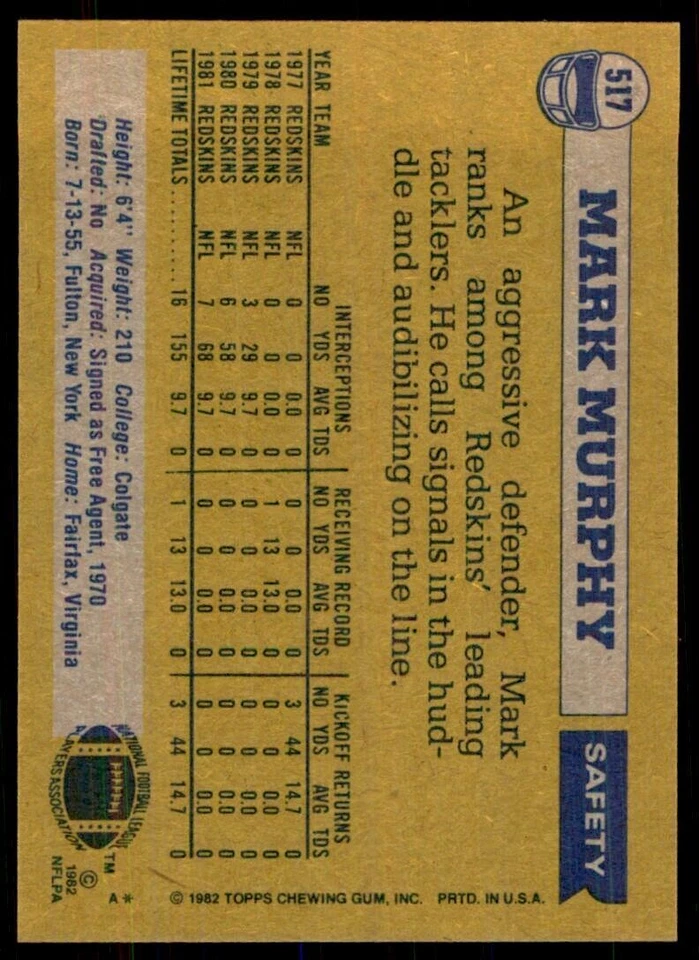 517
MARK MURPHY
SAFETY
An aggressive defender, Mark
ranks among Redskins' leading
tacklers. He calls signals in the hud-
dle and audibilizing on the line.
INTERCEPTIONS RECEIVING RECORD KICKOFF RETURNS
YEAR TEAM NO YDS AVG TDS NO YDS AVG TDS NO YDS AVG TDS
1977 REDSKINS NFL 0 0 0.0 0 0 0 0.0 0 3 44 14.7 0
1978 REDSKINS NFL 0 0 0.0 0 1 13 13.0 0 0 0 0.0 0
1979 REDSKINS NFL 3 29 9.7 0 0 0 0.0 0 0 0 0.0 0
1980 REDSKINS NFL 6 58 9.7 0 0 0 0.0 0 0 0 0.0 0
1981 REDSKINS NFL 7 68 9.7 0 0 0 0.0 0 0 0 0.0 0
LIFETIME TOTALS.......... 16 155 9.7 0 1 13 13.0 0 3 44 14.7 0
Height: 6'4" Weight: 210 College: Colgate
Drafted: No Acquired: Signed as Free Agent, 1970
Born: 7-13-55, Fulton, New York Home: Fairfax, Virginia
NATIONAL FOOTBALL LEAGUE
PLAYERS ASSOCIATION
TM
© 1982
NFLPA
A*
© 1982 TOPPS CHEWING GUM, INC. PRTD. IN U.S.A.